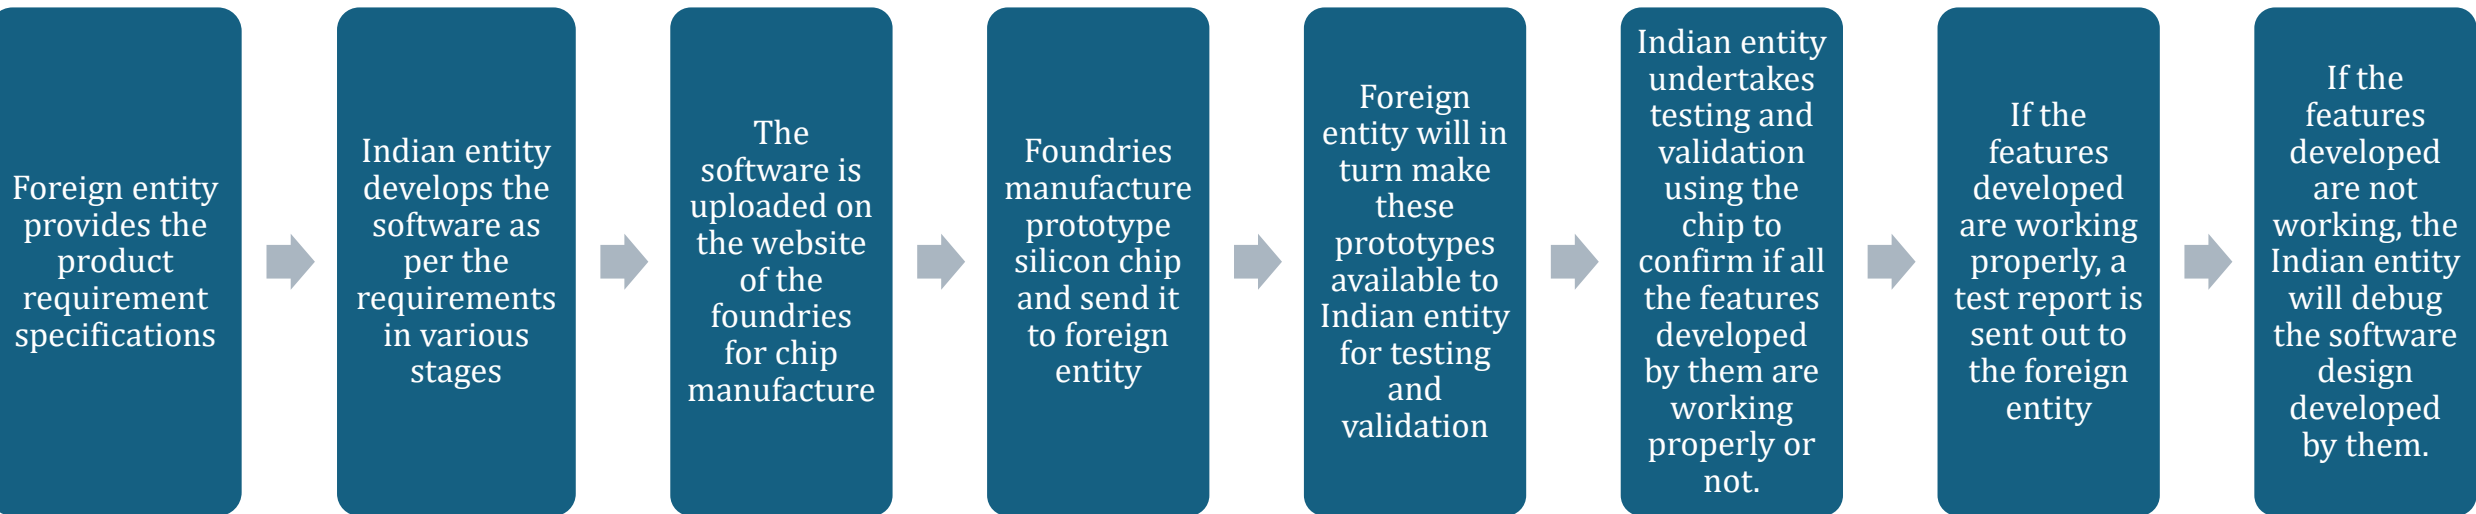 Foreign entity
provides the
product
requirement
specifications
Indian entity
develops the
software as
per the
requirements
in various
stages
The
software is
uploaded on
the website
of the
foundries
for chip
manufacture
Foundries
manufacture
prototype
silicon chip
and send it
to foreign
entity
Foreign
entity will in
turn make
these
prototypes
available to
Indian entity
for testing
and
validation
Indian entity
undertakes
testing and
validation
using the
chip to
confirm if all
the features
developed
by them are
working
properly or
not.
If the
features
developed
are working
properly, a
test report is
sent out to
the foreign
entity
If the
features
developed
are not
working, the
Indian entity
will debug
the software
design
developed
by them.